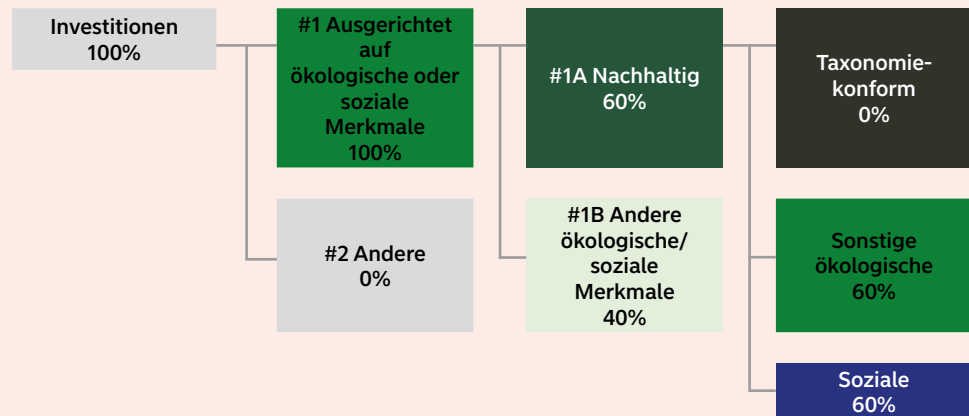 Investitionen
100%
#1 Ausgerichtet
auf
ökologische oder
soziale
Merkmale
100%
#1A Nachhaltig
60%
Taxonomie-
konform
0%
#2 Andere
0%
#1B Andere
ökologische/
soziale
Merkmale
40%
Sonstige
ökologische
60%
Soziale
60%